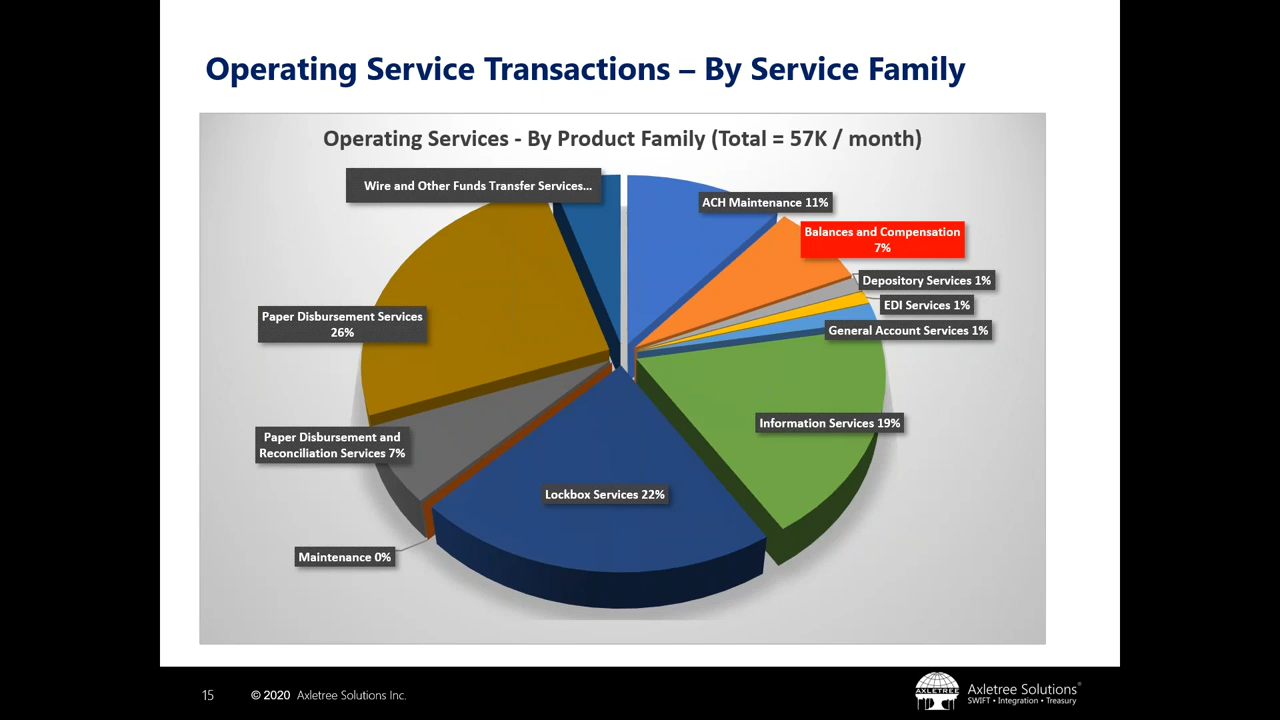 Operating Service Transactions – By Service Family
Operating Services - By Product Family (Total = 57K / month)
Wire and Other Funds Transfer Services...
ACH Maintenance 11%
Balances and Compensation
7%
Depository Services 1%
EDI Services 1%
General Account Services 1%
Paper Disbursement Services
26%
Information Services 19%
Paper Disbursement and
Reconciliation Services 7%
Lockbox Services 22%
Maintenance 0%
15
© 2020 Axletree Solutions Inc.
AXLETREE
Axletree Solutions®
SWIFT • Integration • Treasury